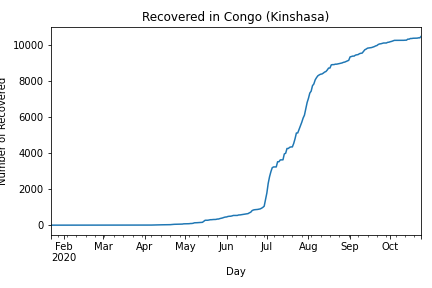 Recovered in Congo (Kinshasa)
Number of Recovered
10000
8000
6000
4000
2000
0
Feb Mar Apr May Jun Jul Aug Sep Oct
2020
Day